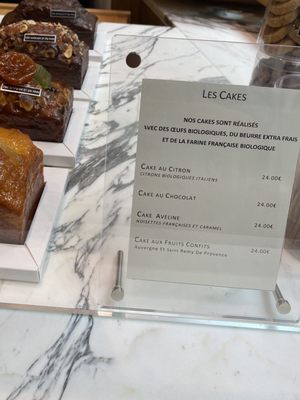 LES CAKES
NOS CAKES SONT RÉALISÉS
AVEC DES ŒUFS BIOLOGIQUES, DU BEURRE EXTRA FRAIS
ET DE LA FARINE FRANÇAISE BIOLOGIQUE
CAKE AU CITRON 24.00€
CITRONS BIOLOGIQUES ITALIENS
CAKE AU CHOCOLAT 24.00€
CAKE AVELINE 24.00€
NOISETTES FRANÇAISES ET CARAMEL
CAKE AUX FRUITS CONFITS 24.00€
Auvergne Et Saint Remy De Provence